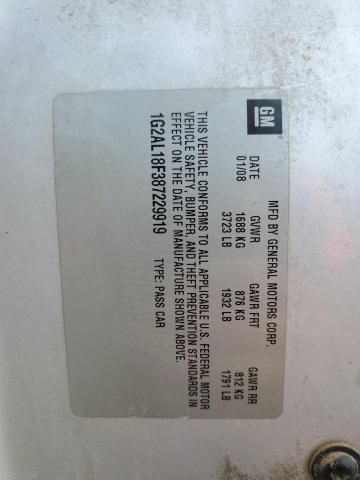 GM
MFD BY GENERAL MOTORS CORP.
DATE GVWR GAWR FRT GAWR RR
01/08 1688 KG 876 KG 812 KG
3723 LB 1932 LB 1791 LB
THIS VEHICLE CONFORMS TO ALL APPLICABLE U.S. FEDERAL MOTOR
VEHICLE SAFETY, BUMPER, AND THEFT PREVENTION STANDARDS IN
EFFECT ON THE DATE OF MANUFACTURE SHOWN ABOVE.
1G2AL18F387229919 TYPE: PASS CAR